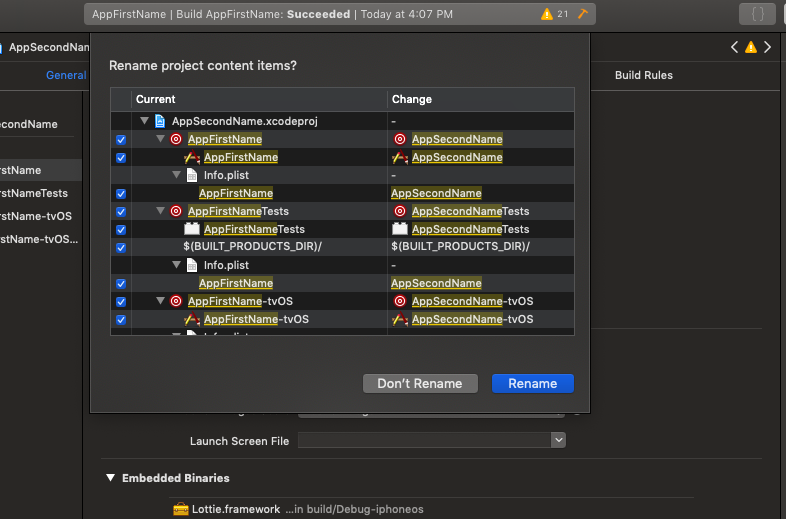 AppFirstName | Build AppFirstName: Succeeded | Today at 4:07 PM 21 { }
AppSecondNam
General
Build Rules
Rename project content items?
Current Change
AppSecondName.xcodeproj -
AppFirstName AppSecondName
AppFirstName AppSecondName
Info.plist -
AppFirstName AppSecondName
AppFirstNameTests AppSecondNameTests
AppFirstNameTests AppSecondNameTests
$(BUILT_PRODUCTS_DIR)/ $(BUILT_PRODUCTS_DIR)/
Info.plist -
AppFirstName AppSecondName
AppFirstName-tvOS AppSecondName-tvOS
AppFirstName-tvOS AppSecondName-tvOS
Don't Rename Rename
econdName
rstName
rstNameTests
rstName-tvOS
rstName-tvOS...
Launch Screen File
Embedded Binaries
Lottie.framework ...in build/Debug-iphoneos